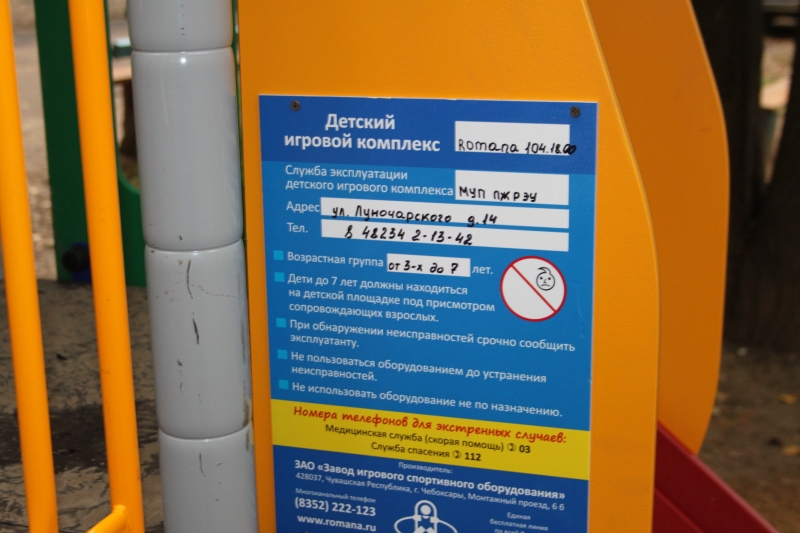 Детский
игровой комплекс Romana 104.18.00
Служба эксплуатации
детского игрового комплекса МУП ПЖРЭУ
Адрес ул. Луночарского д.14
Тел. 8 48234 2-13-42
Возрастная группа от 3-х до 7 лет.
Дети до 7 лет должны находиться
на детской площадке под присмотром
сопровождающих взрослых.
При обнаружении неисправностей срочно сообщить
эксплуатанту.
Не пользоваться оборудованием до устранения
неисправностей.
Не использовать оборудование не по назначению.
Номера телефонов для экстренных случаев:
Медицинская служба (скорая помощь) 03
Служба спасения 112
Производитель:
ЗАО «Завод игрового спортивного оборудования»
428037, Чувашская Республика, г. Чебоксары, Монтажный проезд, 6 б
Многоканальный телефон
(8352) 222-123
www.romana.ru
Единая
бесплатная линия